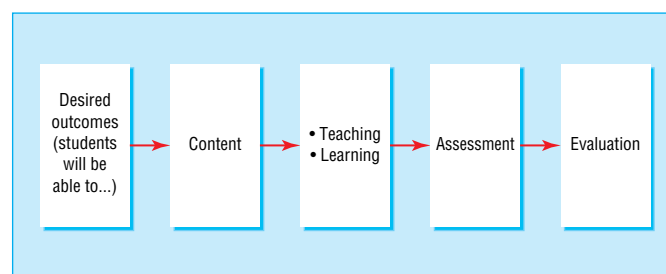 Desired
outcomes
(students
will be
able to...)
Content
• Teaching
• Learning
Assessment
Evaluation